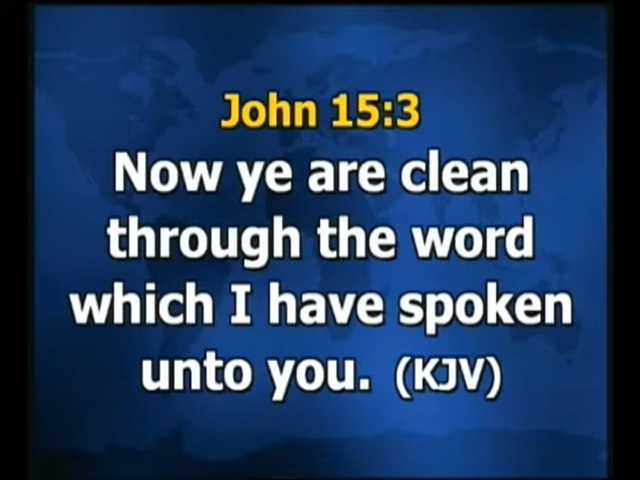 John 15:3
Now ye are clean
through the word
which I have spoken
unto you. (KJV)